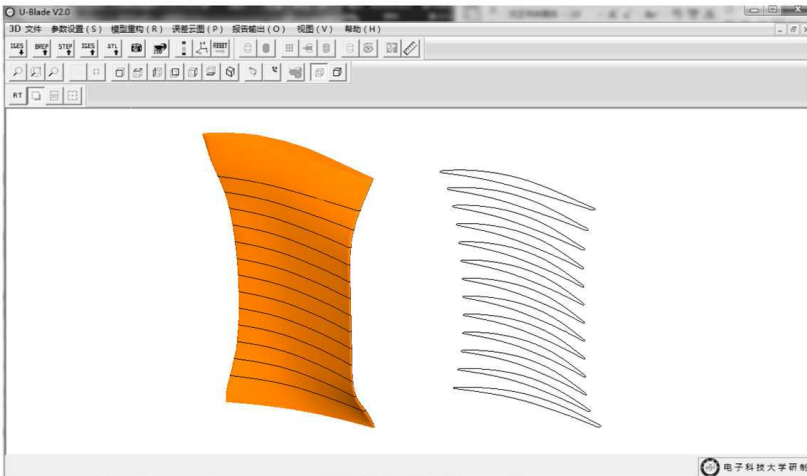 U-Blade V2.0
3D 文件 参数设置(S) 模型重构(R) 误差云图(P) 报告输出(O) 视图(V) 帮助(H)
IGES BREP STEP IGES STL RESET
RT
电子科技大学研制